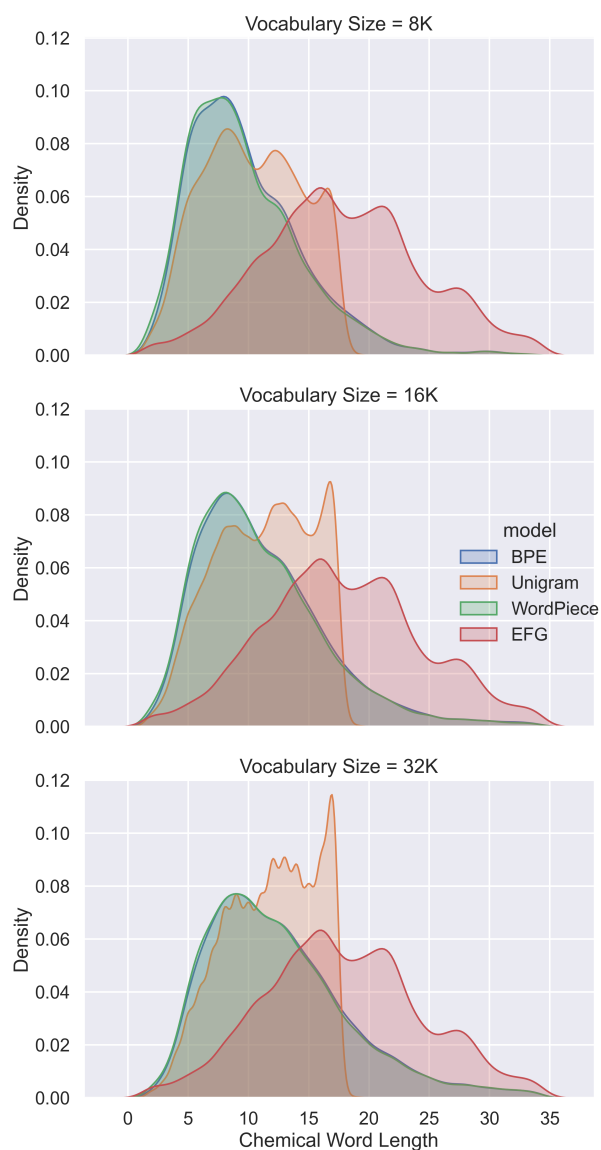 Vocabulary Size = 8K
0.12
0.10
0.08
0.06
0.04
0.02
0.00
Density
Vocabulary Size = 16K
0.12
0.10
0.08
0.06
0.04
0.02
0.00
Density
model
BPE
Unigram
WordPiece
EFG
Vocabulary Size = 32K
0.12
0.10
0.08
0.06
0.04
0.02
0.00
Density
0 5 10 15 20 25 30 35
Chemical Word Length